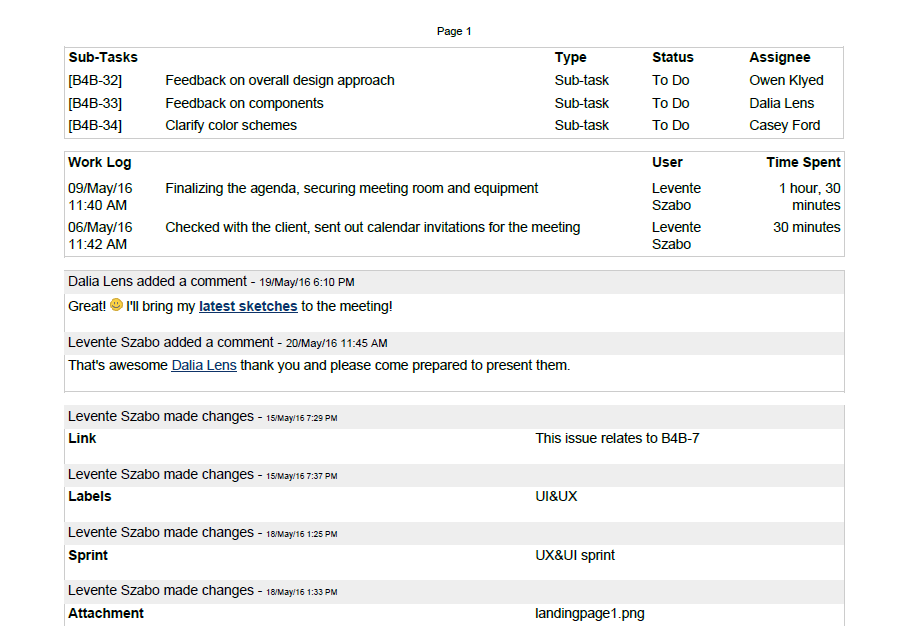 Page 1
Sub-Tasks Type Status Assignee
[B4B-32] Feedback on overall design approach Sub-task To Do Owen Klyed
[B4B-33] Feedback on components Sub-task To Do Dalia Lens
[B4B-34] Clarify color schemes Sub-task To Do Casey Ford
Work Log User Time Spent
09/May/16 Finalizing the agenda, securing meeting room and equipment Levente 1 hour, 30
11:40 AM Szabo minutes
06/May/16 Checked with the client, sent out calendar invitations for the meeting Levente 30 minutes
11:42 AM Szabo
Dalia Lens added a comment - 19/May/16 6:10 PM
Great! I'll bring my latest sketches to the meeting!
Levente Szabo added a comment - 20/May/16 11:45 AM
That's awesome Dalia Lens thank you and please come prepared to present them.
Levente Szabo made changes - 15/May/16 7:29 PM
Link This issue relates to B4B-7
Levente Szabo made changes - 15/May/16 7:37 PM
Labels UI&UX
Levente Szabo made changes - 18/May/16 1:25 PM
Sprint UX&UI sprint
Levente Szabo made changes - 18/May/16 1:33 PM
Attachment landingpage1.png